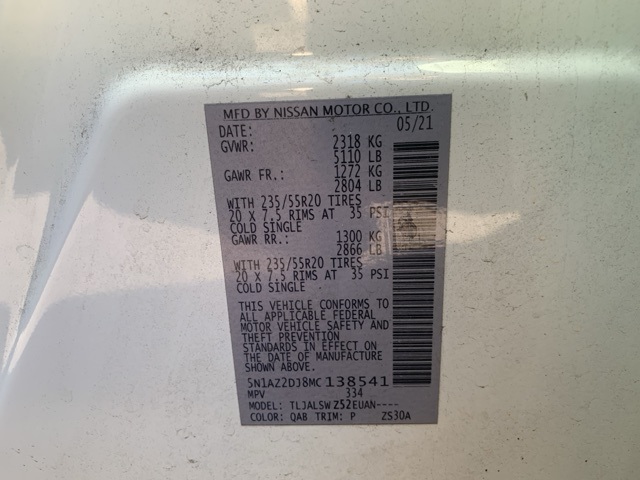 MFD BY NISSAN MOTOR CO., LTD.
DATE: 05/21
GVWR: 2318 KG
5110 LB
GAWR FR.: 1272 KG
2804 LB
WITH 235/55R20 TIRES
20 X 7.5 RIMS AT 35 PSI
COLD SINGLE
GAWR RR.: 1300 KG
2866 LB
WITH 235/55R20 TIRES
20 X 7.5 RIMS AT 35 PSI
COLD SINGLE
THIS VEHICLE CONFORMS TO
ALL APPLICABLE FEDERAL
MOTOR VEHICLE SAFETY AND
THEFT PREVENTION
STANDARDS IN EFFECT ON
THE DATE OF MANUFACTURE
SHOWN ABOVE.
5N1AZ2DJ8MC 138541
MPV 334
MODEL: TLJALSW Z52EUAN----
COLOR: QAB TRIM: P ZS30A